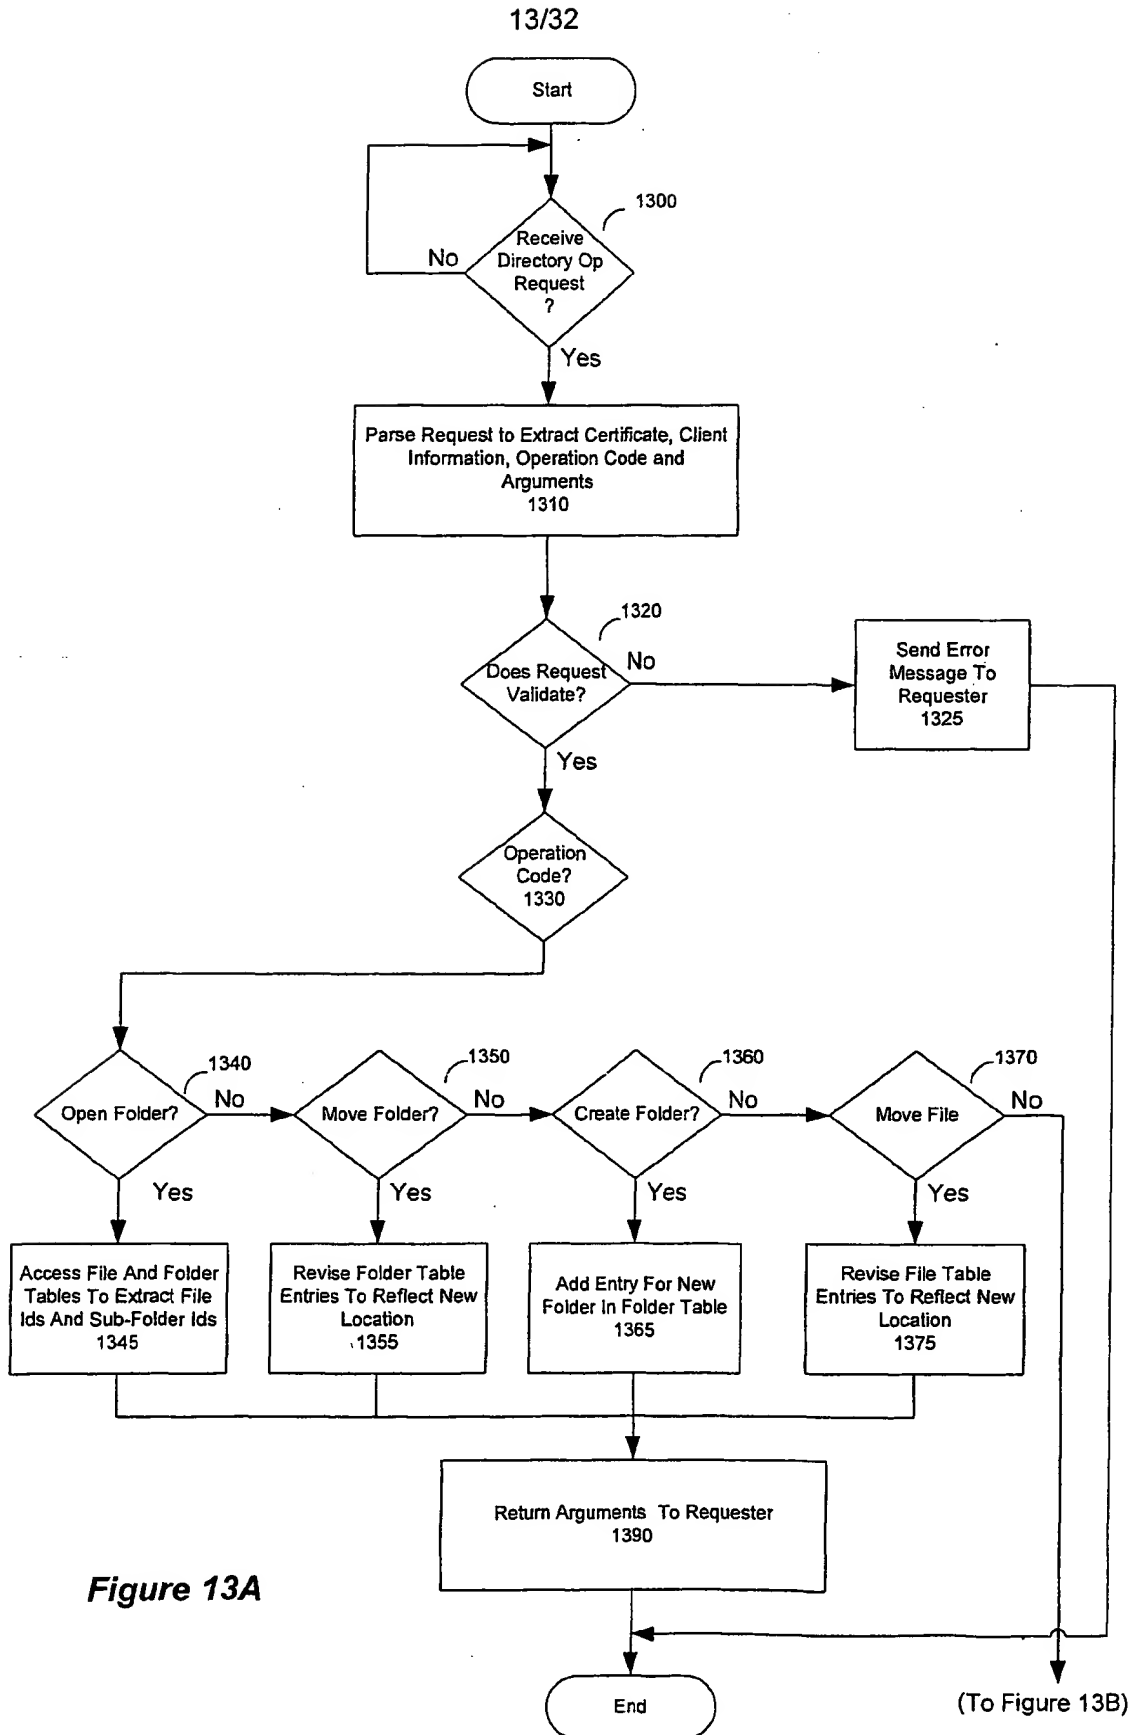 13/32
Start
1300
Receive
Directory Op
Request
?
No
Yes
Parse Request to Extract Certificate, Client
Information, Operation Code and
Arguments
1310
1320
Does Request
Validate?
No
Send Error
Message To
Requester
1325
Yes
Operation
Code?
1330
1340
Open Folder?
No
1350
Move Folder?
No
1360
Create Folder?
No
1370
Move File
No
Yes
Yes
Yes
Yes
Access File And Folder
Tables To Extract File
Ids And Sub-Folder Ids
1345
Revise Folder Table
Entries To Reflect New
Location
1355
Add Entry For New
Folder In Folder Table
1365
Revise File Table
Entries To Reflect New
Location
1375
Return Arguments To Requester
1390
Figure 13A
End
(To Figure 13B)